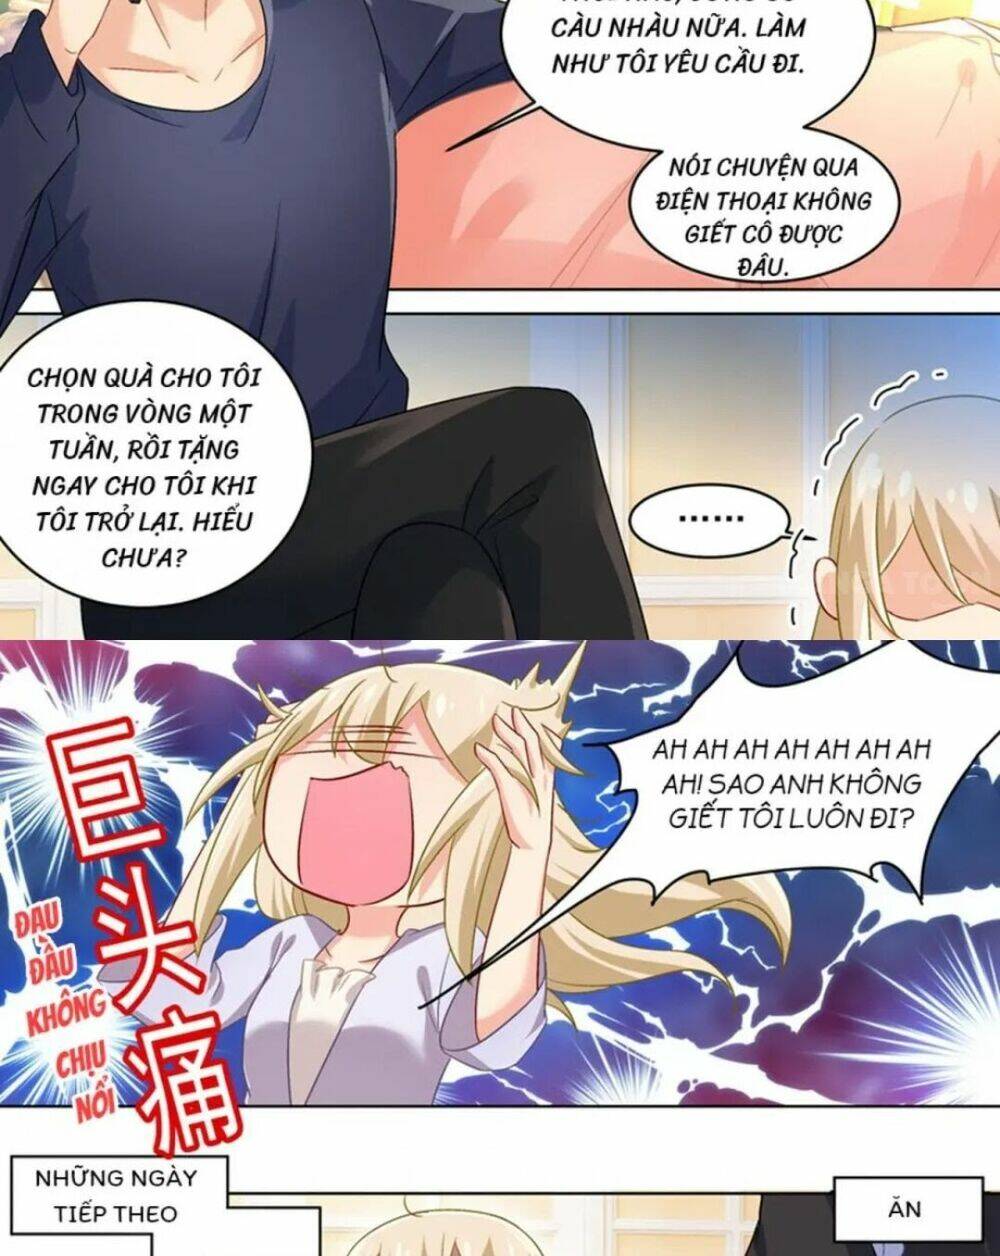 CÀU NHÀU NỮA. LÀM
NHƯ TÔI YÊU CẦU ĐI.
NÓI CHUYỆN QUA
ĐIỆN THOẠI KHÔNG
GIẾT CÔ ĐƯỢC
ĐÂU.
CHỌN QUÀ CHO TÔI
TRONG VÒNG MỘT
TUẦN, RỒI TẶNG
NGAY CHO TÔI KHI
TÔI TRỞ LẠI. HIỂU
CHƯA?
......
AH AH AH AH AH AH AH
AH! SAO ANH KHÔNG
GIẾT TÔI LUÔN ĐI?
巨头痛
ĐAU
ĐẦU
KHÔNG
CHỊU
NỔI
NHỮNG NGÀY
TIẾP THEO
ĂN